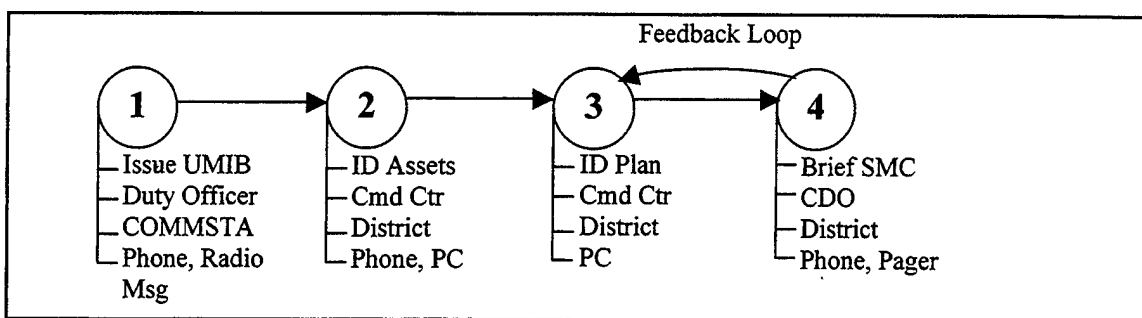 Feedback Loop
1
2
3
4
Issue UMIB
Duty Officer
COMMSTA
Phone, Radio
Msg
ID Assets
Cmd Ctr
District
Phone, PC
ID Plan
Cmd Ctr
District
PC
Brief SMC
CDO
District
Phone, Pager